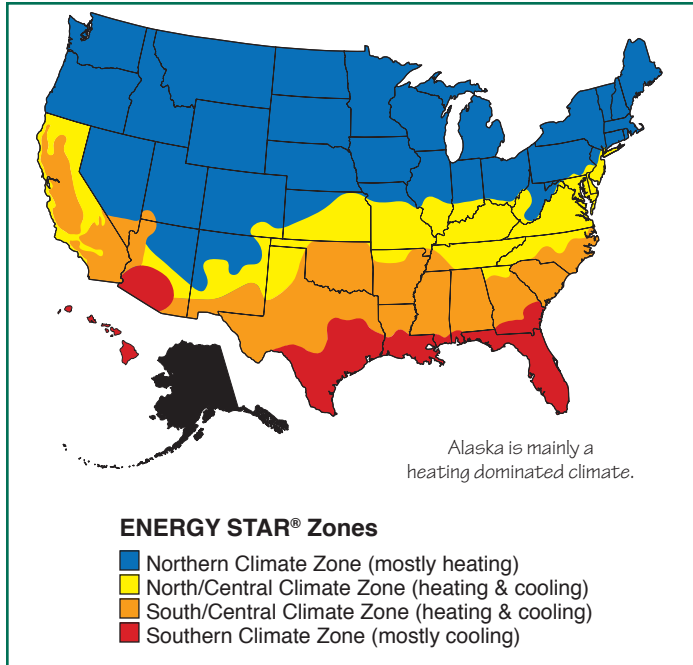 Alaska is mainly a
heating dominated climate.
ENERGY STAR® Zones
Northern Climate Zone (mostly heating)
North/Central Climate Zone (heating & cooling)
South/Central Climate Zone (heating & cooling)
Southern Climate Zone (mostly cooling)